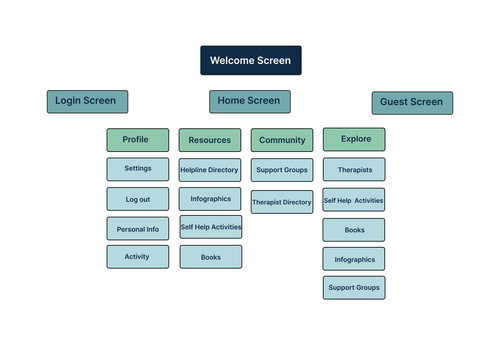 Welcome Screen
Login Screen
Home Screen
Guest Screen
Profile
Resources
Community
Explore
Settings
Helpline Directory
Support Groups
Therapists
Log out
Infographics
Therapist Directory
Self Help Activities
Personal Info
Self Help Activities
Books
Activity
Books
Infographics
Support Groups